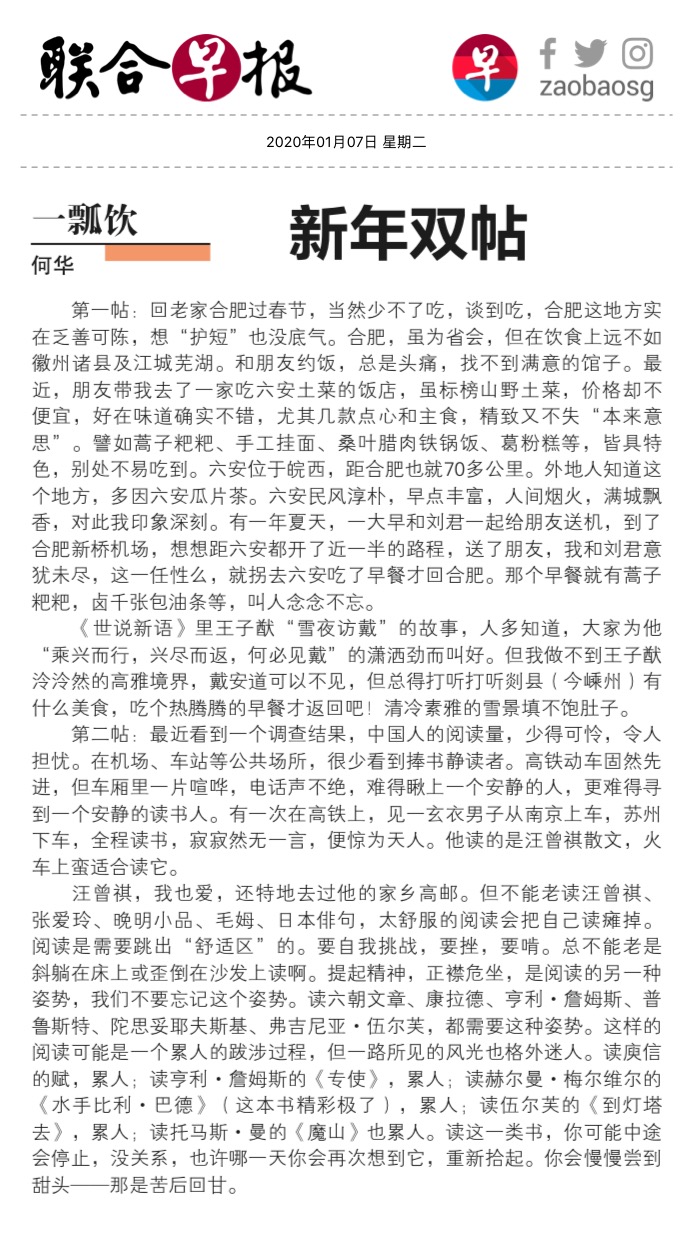 联合早报
早
zaobaosg
2020年01月07日 星期二
一瓢饮
何华
新年双帖
第一帖：回老家合肥过春节，当然少不了吃，谈到吃，合肥这地方实
在乏善可陈，想“护短”也没底气。合肥，虽为省会，但在饮食上远不如
徽州诸县及江城芜湖。和朋友约饭，总是头痛，找不到满意的馆子。最
近，朋友带我去了一家吃六安土菜的饭店，虽标榜山野土菜，价格却不
便宜，好在味道确实不错，尤其几款点心和主食，精致又不失“本来意
思”。譬如蒿子粑粑、手工挂面、桑叶腊肉铁锅饭、葛粉糕等，皆具特
色，别处不易吃到。六安位于皖西，距合肥也就70多公里。外地人知道这
个地方，多因六安瓜片茶。六安民风淳朴，早点丰富，人间烟火，满城飘
香，对此我印象深刻。有一年夏天，一大早和刘君一起给朋友送机，到了
合肥新桥机场，想想距六安都开了近一半的路程，送了朋友，我和刘君意
犹未尽，这一任性么，就拐去六安吃了早餐才回合肥。那个早餐就有蒿子
粑粑，卤千张包油条等，叫人念念不忘。
《世说新语》里王子猷“雪夜访戴”的故事，人多知道，大家为他
“乘兴而行，兴尽而返，何必见戴”的潇洒劲而叫好。但我做不到王子猷
泠泠然的高雅境界，戴安道可以不见，但总得打听打听剡县（今嵊州）有
什么美食，吃个热腾腾的早餐才返回吧！清冷素雅的雪景填不饱肚子。
第二帖：最近看到一个调查结果，中国人的阅读量，少得可怜，令人
担忧。在机场、车站等公共场所，很少看到捧书静读者。高铁动车固然先
进，但车厢里一片喧哗，电话声不绝，难得瞅上一个安静的人，更难得寻
到一个安静的读书人。有一次在高铁上，见一玄衣男子从南京上车，苏州
下车，全程读书，寂寂然无一言，便惊为天人。他读的是汪曾祺散文，火
车上蛮适合读它。
汪曾祺，我也爱，还特地去过他的家乡高邮。但不能老读汪曾祺、
张爱玲、晚明小品、毛姆、日本俳句，太舒服的阅读会把自己读瘫掉。
阅读是需要跳出“舒适区”的。要自我挑战，要挫，要啃。总不能老是
斜躺在床上或歪倒在沙发上读啊。提起精神，正襟危坐，是阅读的另一种
姿势，我们不要忘记这个姿势。读六朝文章、康拉德、亨利·詹姆斯、普
鲁斯特、陀思妥耶夫斯基、弗吉尼亚·伍尔芙，都需要这种姿势。这样的
阅读可能是一个累人的跋涉过程，但一路所见的风光也格外迷人。读庾信
的赋，累人；读亨利·詹姆斯的《专使》，累人；读赫尔曼·梅尔维尔的
《水手比利·巴德》（这本书精彩极了），累人；读伍尔芙的《到灯塔
去》，累人；读托马斯·曼的《魔山》也累人。读这一类书，你可能中途
会停止，没关系，也许哪一天你会再次想到它，重新拾起。你会慢慢尝到
甜头——那是苦后回甘。